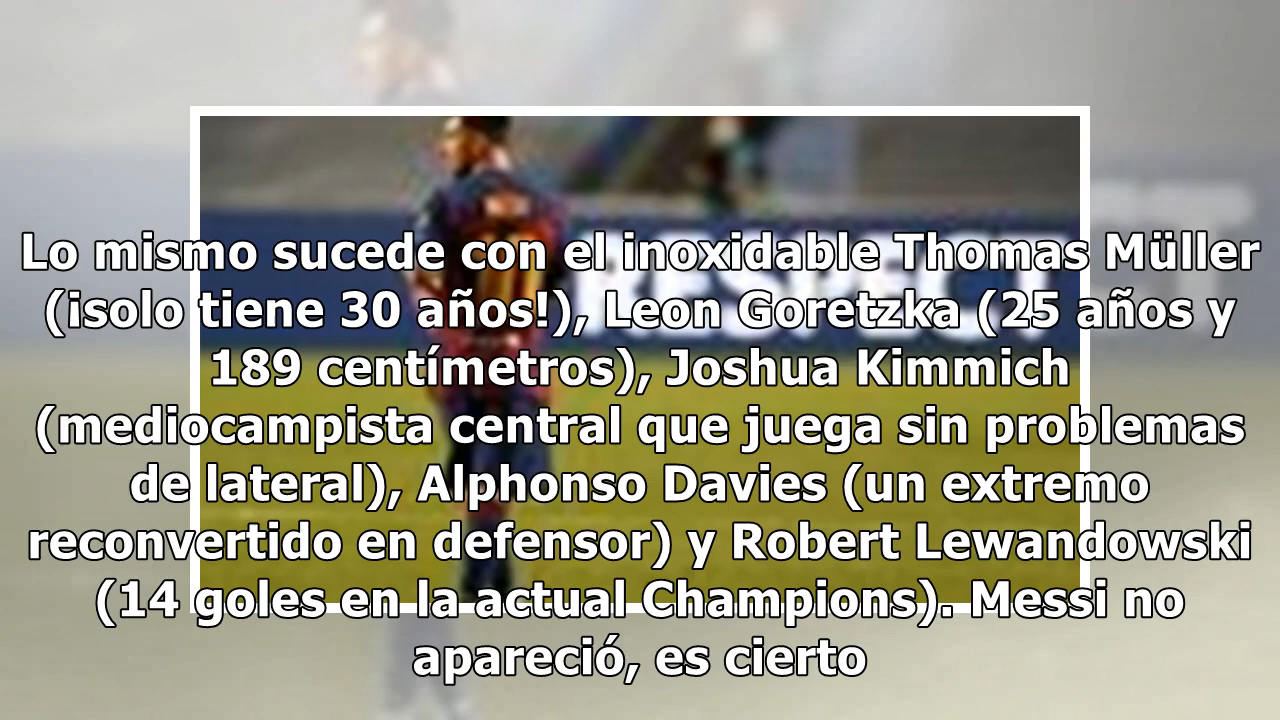 Lo mismo sucede con el inoxidable Thomas Müller
(¡solo tiene 30 años!), Leon Goretzka (25 años y
189 centímetros), Joshua Kimmich
(mediocampista central que juega sin problemas
de lateral), Alphonso Davies (un extremo
reconvertido en defensor) y Robert Lewandowski
(14 goles en la actual Champions). Messi no
apareció, es cierto
RESPECT